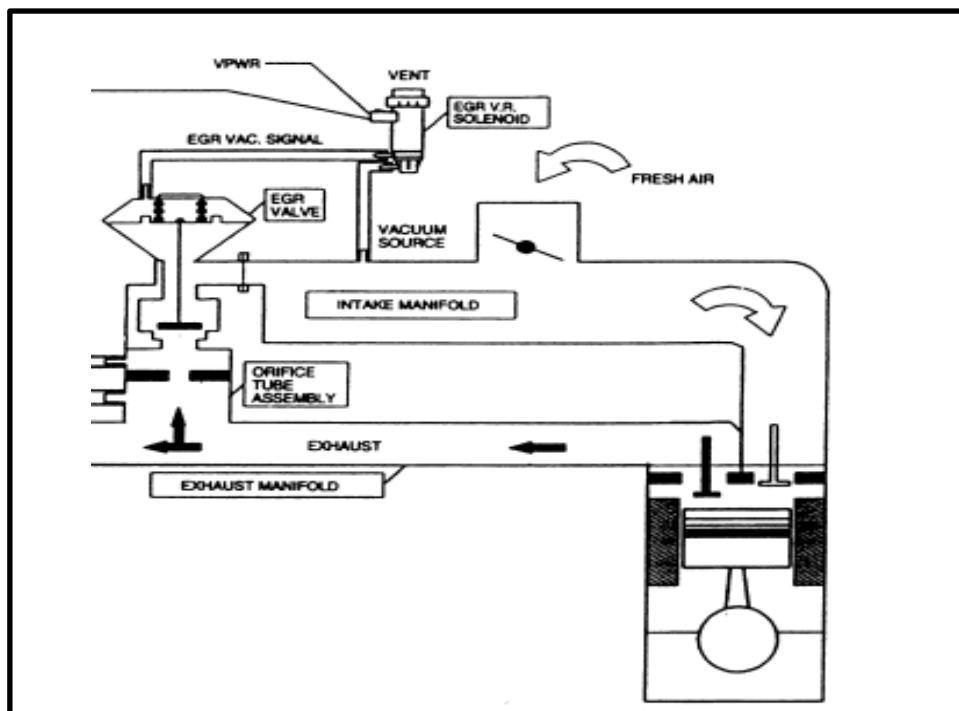 VPWR
VENT
EGR V.R.
SOLENOID
EGR VAC. SIGNAL
FRESH AIR
EGR
VALVE
VACUUM
SOURCE
INTAKE MANIFOLD
ORIFICE
TUBE
ASSEMBLY
EXHAUST
EXHAUST MANIFOLD